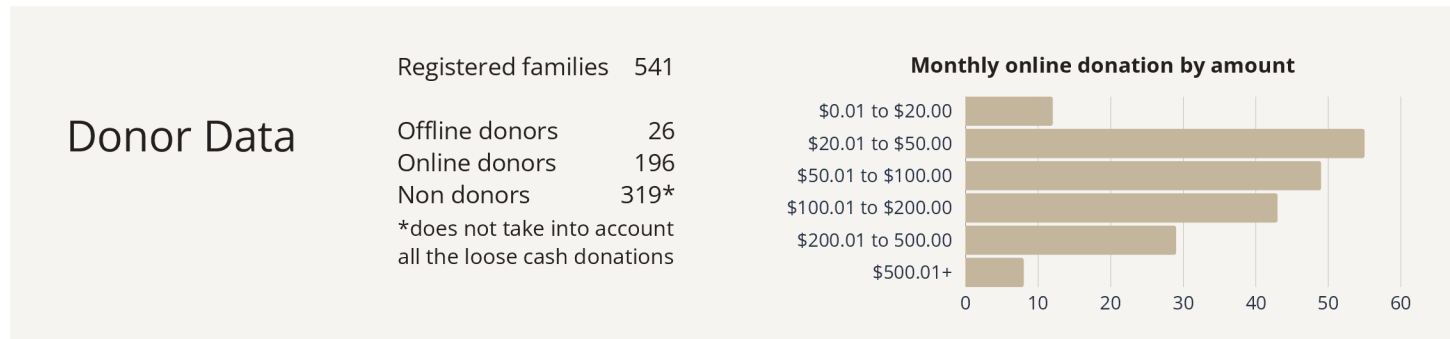 Donor Data
Registered families 541
Offline donors 26
Online donors 196
Non donors 319*
*does not take into account
all the loose cash donations
Monthly online donation by amount
$0.01 to $20.00
$20.01 to $50.00
$50.01 to $100.00
$100.01 to $200.00
$200.01 to 500.00
$500.01+
0 10 20 30 40 50 60